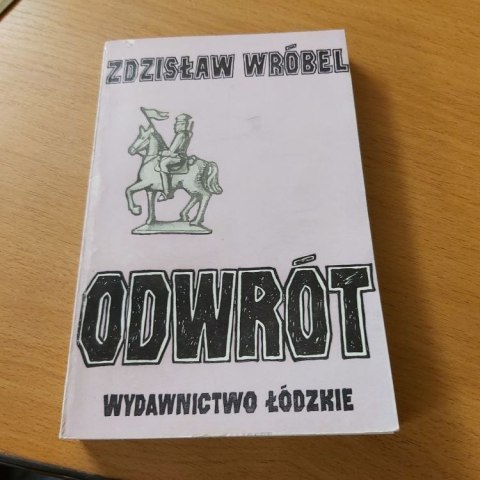 ZDZISŁAW WRÓBEL
ODWRÓT
WYDAWNICTWO ŁÓDZKIE